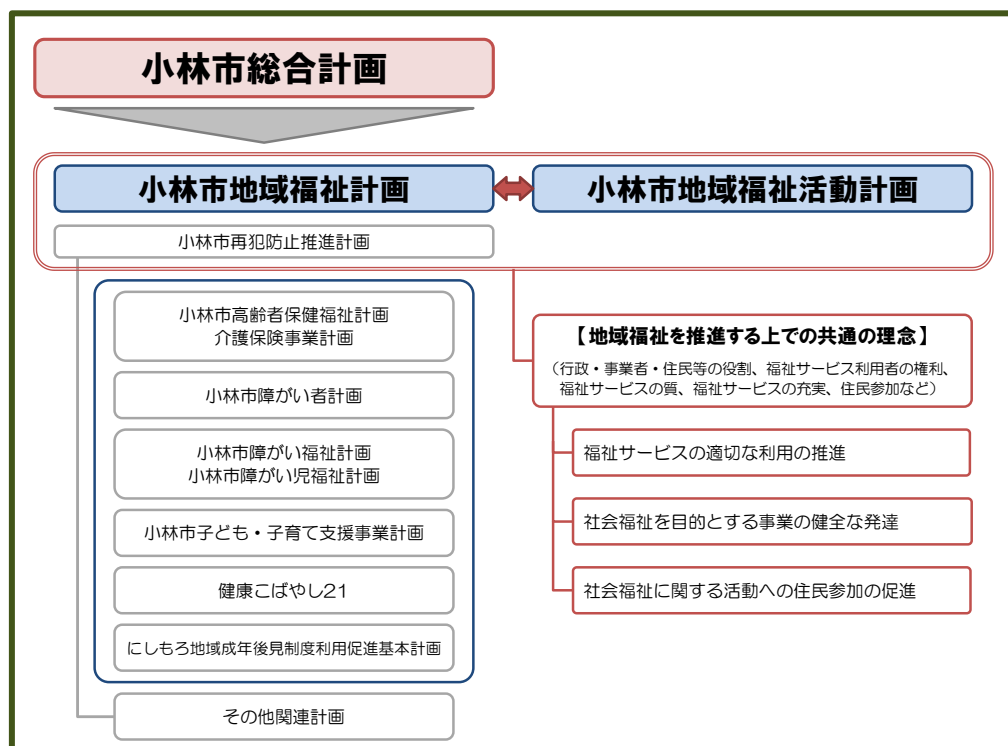 小林市総合計画
小林市地域福祉計画
小林市地域福祉活動計画
小林市再犯防止推進計画
小林市高齢者保健福祉計画
介護保険事業計画
小林市障がい者計画
小林市障がい福祉計画
小林市障がい児福祉計画
小林市子ども・子育て支援事業計画
健康こばやし21
にしもろ地域成年後見制度利用促進基本計画
その他関連計画
【地域福祉を推進する上での共通の理念】
（行政・事業者・住民等の役割、福祉サービス利用者の権利、
福祉サービスの質、福祉サービスの充実、住民参加など）
福祉サービスの適切な利用の推進
社会福祉を目的とする事業の健全な発達
社会福祉に関する活動への住民参加の促進